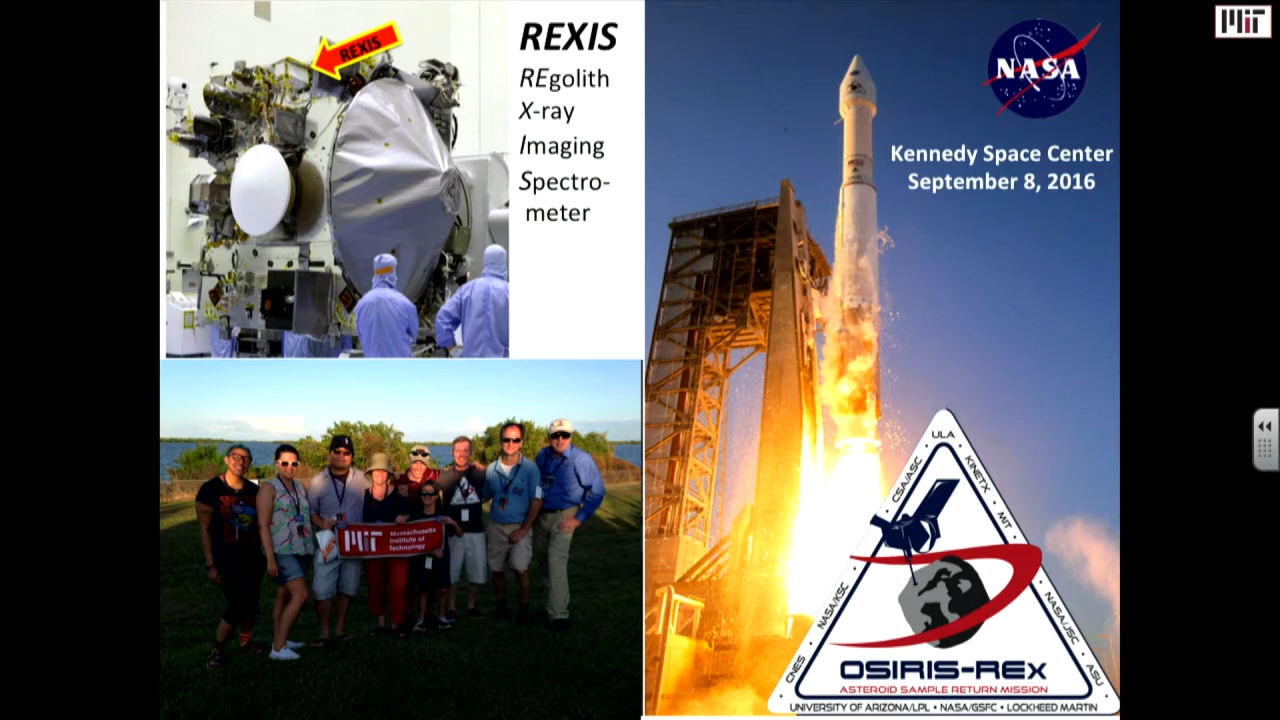 REXIS
REXIS
REgolith
X-ray
Imaging
Spectro-
meter
NASA
Kennedy Space Center
September 8, 2016
MIT
MIT Massachusetts
Institute of
Technology
ULA
CSA/ASC
KINETX
MIT
NASA/KSC
NASA/JSC
CNES
ASU
OSIRIS-REx
ASTEROID SAMPLE RETURN MISSION
UNIVERSITY OF ARIZONA/LPL • NASA/GSFC • LOCKHEED MARTIN